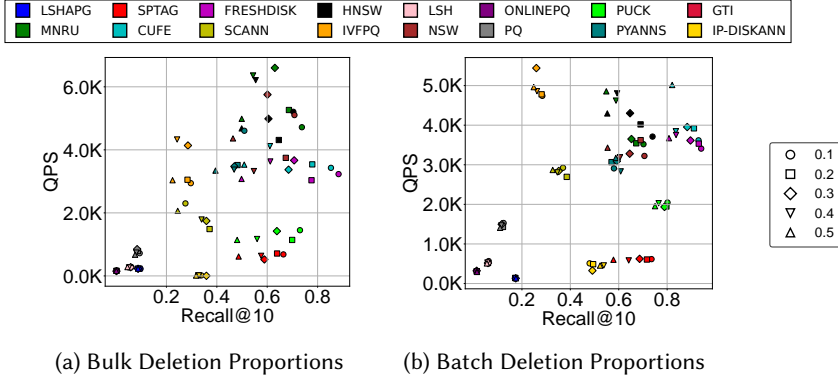 LSHAPG SPTAG FRESHDISK HNSW LSH ONLINEPQ PUCK GTI
MNRU CUFE SCANN IVFPQ NSW PQ PYANNS IP-DISKANN
6.0K
4.0K
2.0K
0.0K
QPS
0.2 0.4 0.6 0.8
Recall@10
5.0K
4.0K
3.0K
2.0K
1.0K
0.0K
QPS
0.2 0.4 0.6 0.8
Recall@10
0.1
0.2
0.3
0.4
0.5
(a) Bulk Deletion Proportions
(b) Batch Deletion Proportions